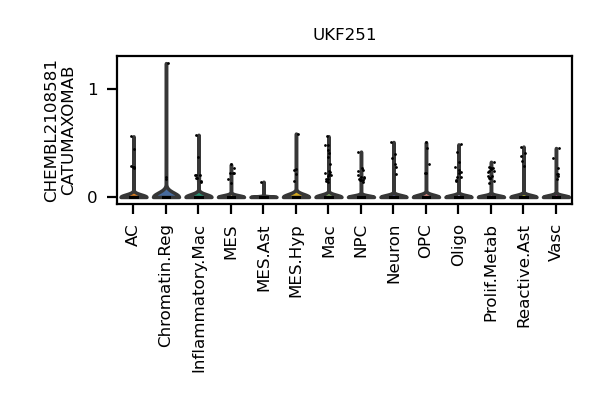 UKF251
CHEMBL2108581
CATUMAXOMAB
1
0
AC
Chromatin.Reg
Inflammatory.Mac
MES
MES.Ast
MES.Hyp
Mac
NPC
Neuron
OPC
Oligo
Prolif.Metab
Reactive.Ast
Vasc